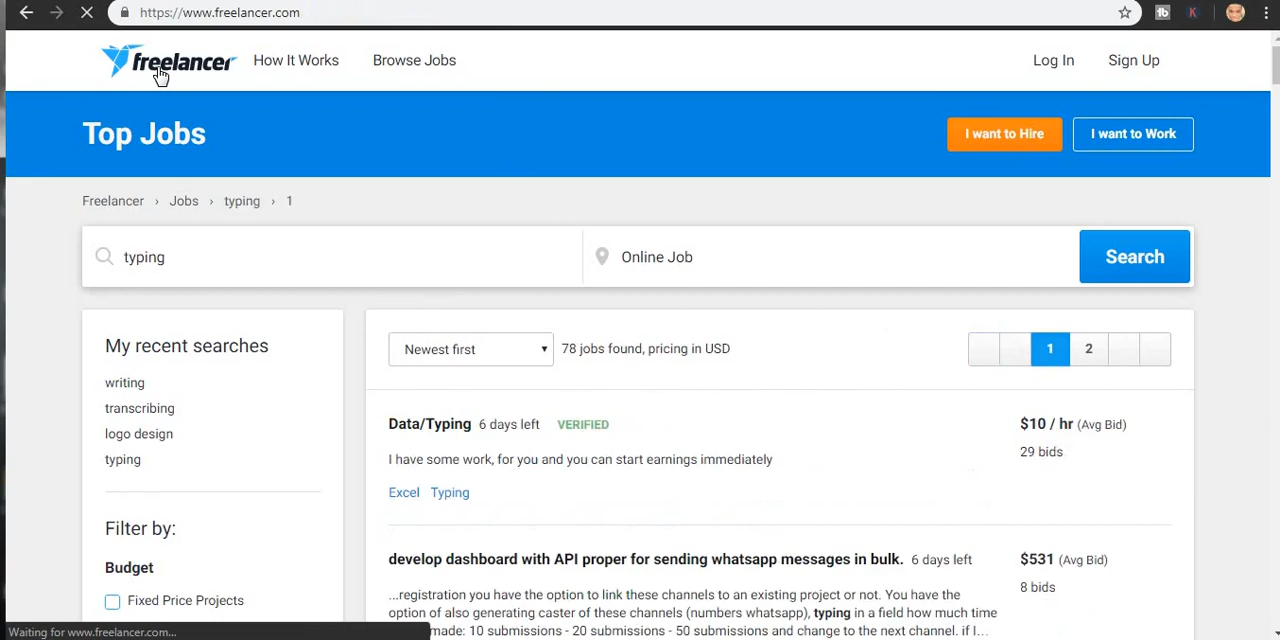 https://www.freelancer.com
freelancer How It Works Browse Jobs Log In Sign Up
Top Jobs I want to Hire I want to Work
Freelancer › Jobs › typing › 1
typing Online Job Search
My recent searches
writing
transcribing
logo design
typing
Filter by:
Budget
Fixed Price Projects
Newest first 78 jobs found, pricing in USD 1 2
Data/Typing 6 days left VERIFIED $10 / hr (Avg Bid)
29 bids
I have some work, for you and you can start earnings immediately
Excel Typing
develop dashboard with API proper for sending whatsapp messages in bulk. 6 days left $531 (Avg Bid)
8 bids
...registration you have the option to link these channels to an existing project or not. You have the
option of also generating caster of these channels (numbers whatsapp), typing in a field how much time
made: 10 submissions - 20 submissions - 50 submissions and change to the next channel. if I...
Waiting for www.freelancer.com...